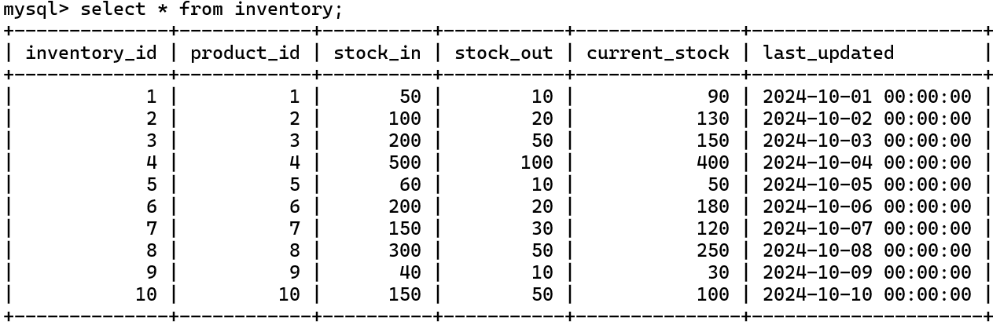 mysql> select * from inventory;
+--------------+------------+----------+-----------+---------------+---------------------+
| inventory_id | product_id | stock_in | stock_out | current_stock | last_updated        |
+--------------+------------+----------+-----------+---------------+---------------------+
|            1 |          1 |       50 |        10 |            90 | 2024-10-01 00:00:00 |
|            2 |          2 |      100 |        20 |           130 | 2024-10-02 00:00:00 |
|            3 |          3 |      200 |        50 |           150 | 2024-10-03 00:00:00 |
|            4 |          4 |      500 |       100 |           400 | 2024-10-04 00:00:00 |
|            5 |          5 |       60 |        10 |            50 | 2024-10-05 00:00:00 |
|            6 |          6 |      200 |        20 |           180 | 2024-10-06 00:00:00 |
|            7 |          7 |      150 |        30 |           120 | 2024-10-07 00:00:00 |
|            8 |          8 |      300 |        50 |           250 | 2024-10-08 00:00:00 |
|            9 |          9 |       40 |        10 |            30 | 2024-10-09 00:00:00 |
|           10 |         10 |      150 |        50 |           100 | 2024-10-10 00:00:00 |
+--------------+------------+----------+-----------+---------------+---------------------+